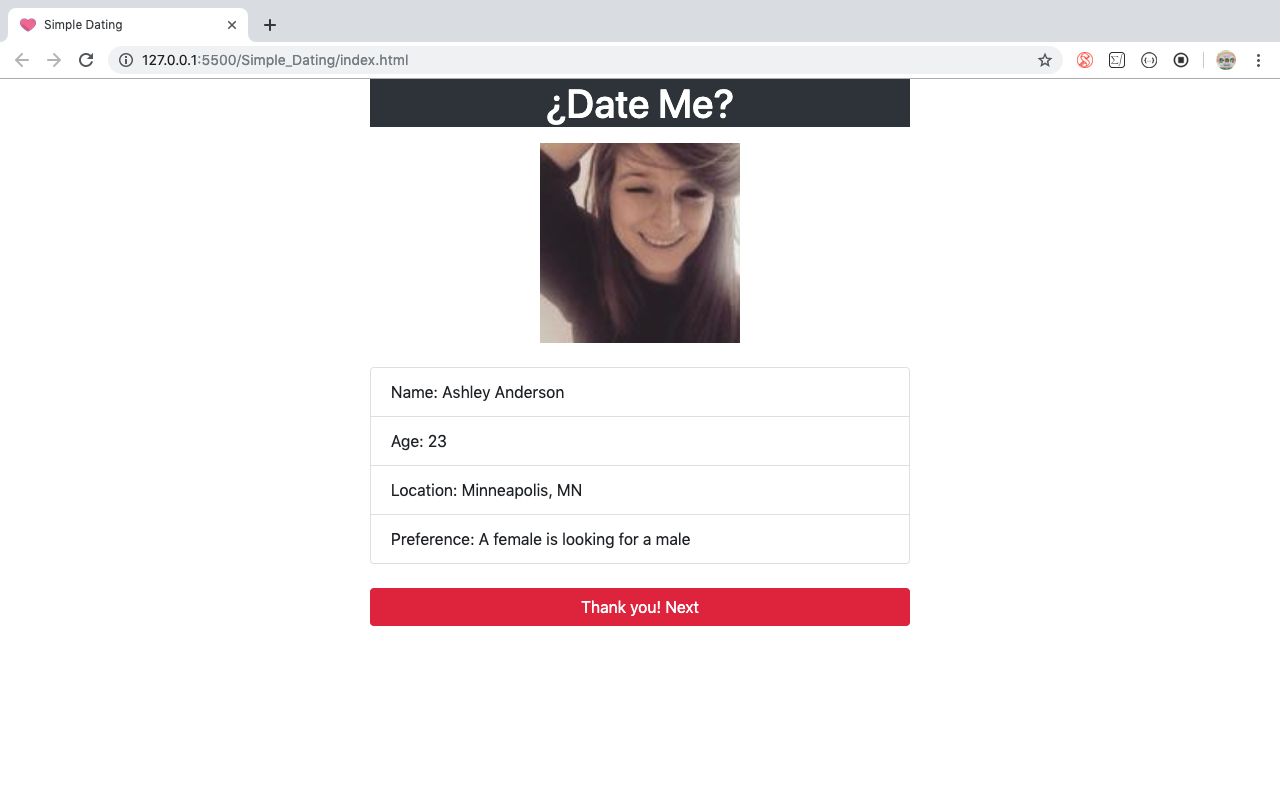 Simple Dating
127.0.0.1:5500/Simple_Dating/index.html
¿Date Me?
Name: Ashley Anderson
Age: 23
Location: Minneapolis, MN
Preference: A female is looking for a male
Thank you! Next